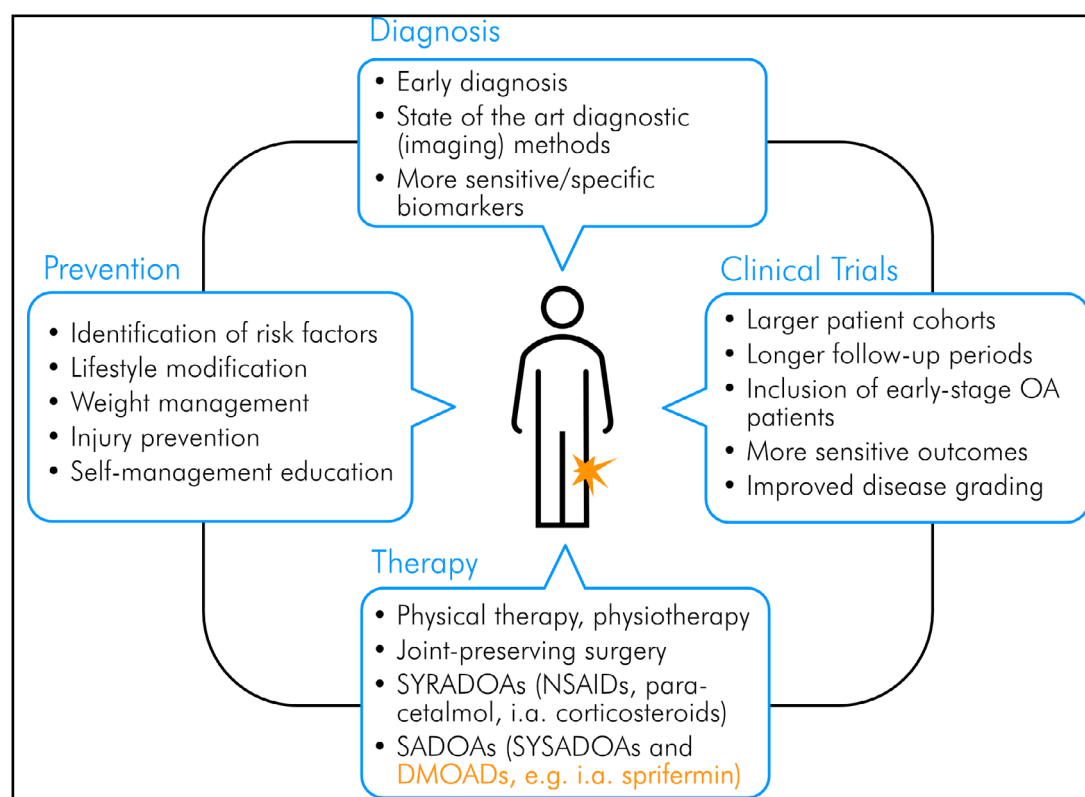 Diagnosis
• Early diagnosis
• State of the art diagnostic
(imaging) methods
• More sensitive/specific
biomarkers
Prevention
• Identification of risk factors
• Lifestyle modification
• Weight management
• Injury prevention
• Self-management education
Clinical Trials
• Larger patient cohorts
• Longer follow-up periods
• Inclusion of early-stage OA
patients
• More sensitive outcomes
• Improved disease grading
Therapy
• Physical therapy, physiotherapy
• Joint-preserving surgery
• SYRADOAs (NSAIDs, para-
cetalmol, i.a. corticosteroids)
• SADOAs (SYSADOAs and
DMOADs, e.g. i.a. sprifermin)